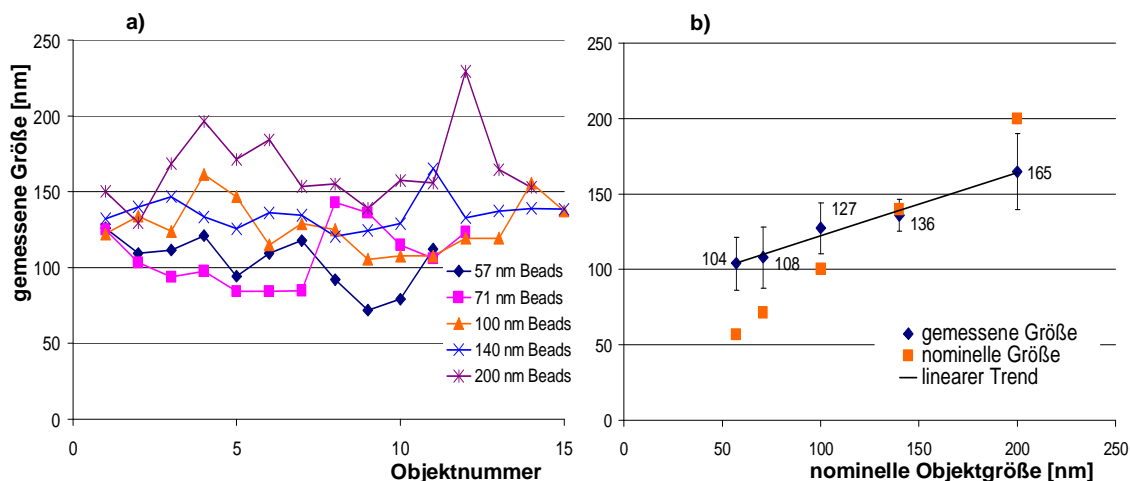 a)
gemessene Größe [nm]
250
200
150
100
50
0
0
5
10
15
Objektnummer
57 nm Beads
71 nm Beads
100 nm Beads
140 nm Beads
200 nm Beads
b)
250
200
150
100
50
0
0
50
100
150
200
250
nominelle Objektgröße [nm]
104
108
127
136
165
gemessene Größe
nominelle Größe
linearer Trend